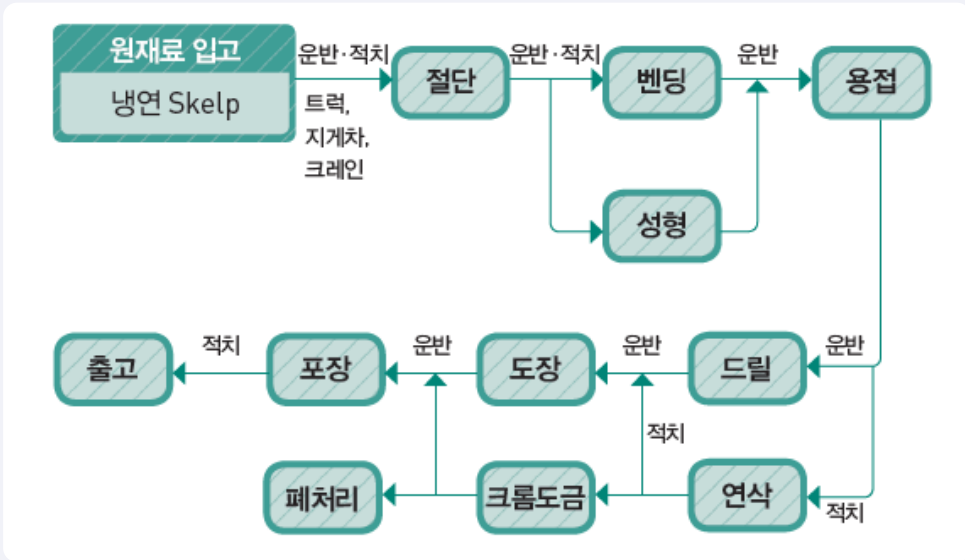 원재료 입고
냉연 Skelp
운반·적치
트럭,
지게차,
크레인
절단
운반·적치
벤딩
운반
용접
성형
출고
적치
포장
운반
도장
운반
드릴
운반
적치
폐처리
크롬도금
연삭
적치